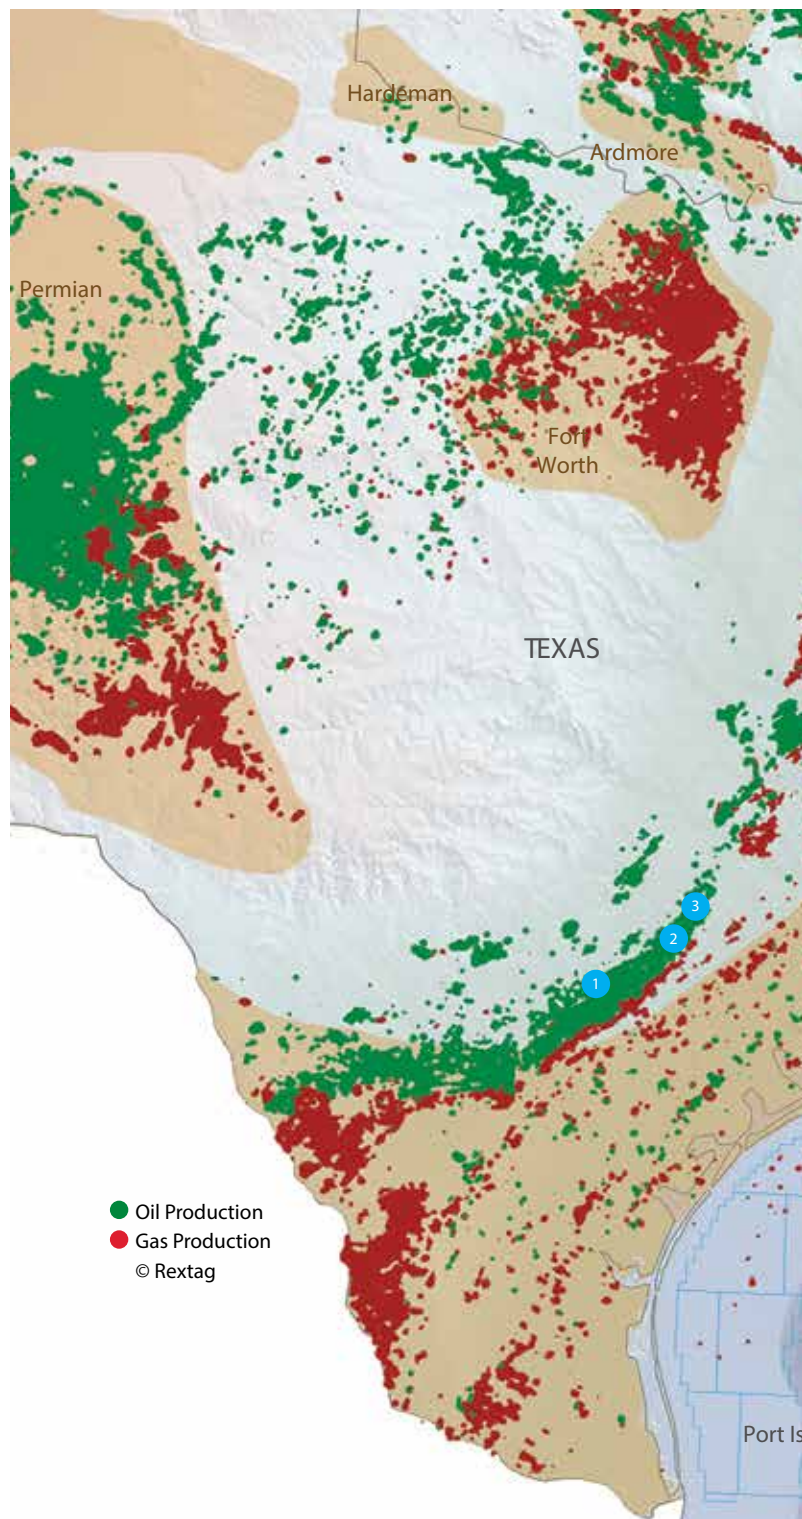 Hardeman
Ardmore
Permian
Fort
Worth
TEXAS
3
2
1
Oil Production
Gas Production
© Rextag
Port Is